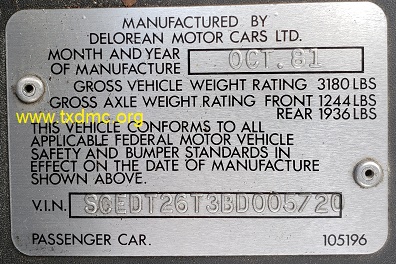 MANUFACTURED BY
DELOREAN MOTOR CARS LTD.
MONTH AND YEAR
OF MANUFACTURE OCT.81
GROSS VEHICLE WEIGHT RATING 3180 LBS
GROSS AXLE WEIGHT RATING FRONT 1244 LBS
REAR 1936 LBS
www.txdmc.org
THIS VEHICLE CONFORMS TO ALL
APPLICABLE FEDERAL MOTOR VEHICLE
SAFETY AND BUMPER STANDARDS IN
EFFECT ON THE DATE OF MANUFACTURE
SHOWN ABOVE.
V.I.N. SCEDT26T3BD005720
PASSENGER CAR. 105196